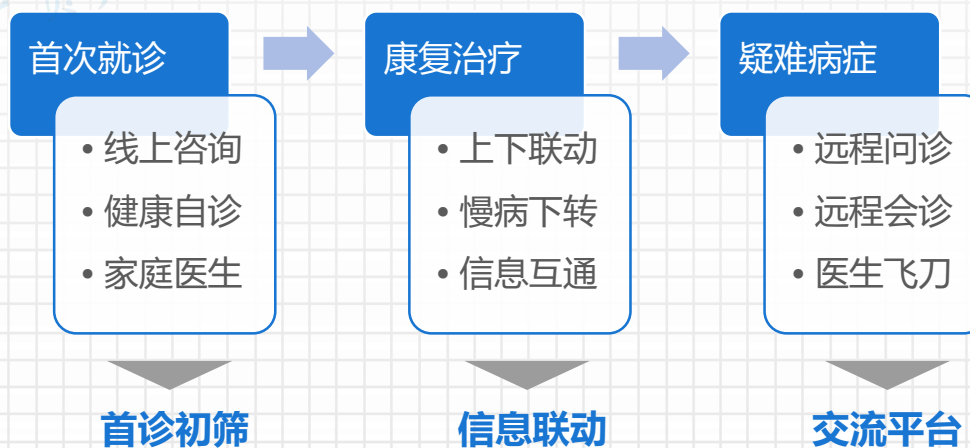 首次就诊
• 线上咨询
• 健康自诊
• 家庭医生
首诊初筛
康复治疗
• 上下联动
• 慢病下转
• 信息互通
信息联动
疑难病症
• 远程问诊
• 远程会诊
• 医生飞刀
交流平台